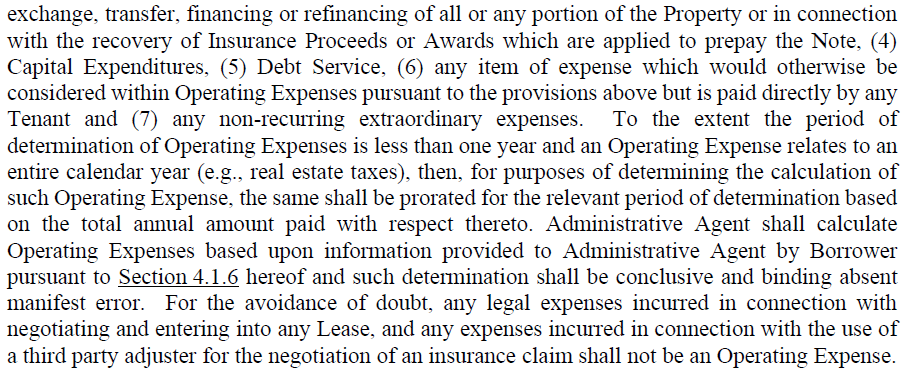 exchange, transfer, financing or refinancing of all or any portion of the Property or in connection
with the recovery of Insurance Proceeds or Awards which are applied to prepay the Note, (4)
Capital Expenditures, (5) Debt Service, (6) any item of expense which would otherwise be
considered within Operating Expenses pursuant to the provisions above but is paid directly by any
Tenant and (7) any non-recurring extraordinary expenses. To the extent the period of
determination of Operating Expenses is less than one year and an Operating Expense relates to an
entire calendar year (e.g., real estate taxes), then, for purposes of determining the calculation of
such Operating Expense, the same shall be prorated for the relevant period of determination based
on the total annual amount paid with respect thereto. Administrative Agent shall calculate
Operating Expenses based upon information provided to Administrative Agent by Borrower
pursuant to Section 4.1.6 hereof and such determination shall be conclusive and binding absent
manifest error. For the avoidance of doubt, any legal expenses incurred in connection with
negotiating and entering into any Lease, and any expenses incurred in connection with the use of
a third party adjuster for the negotiation of an insurance claim shall not be an Operating Expense.